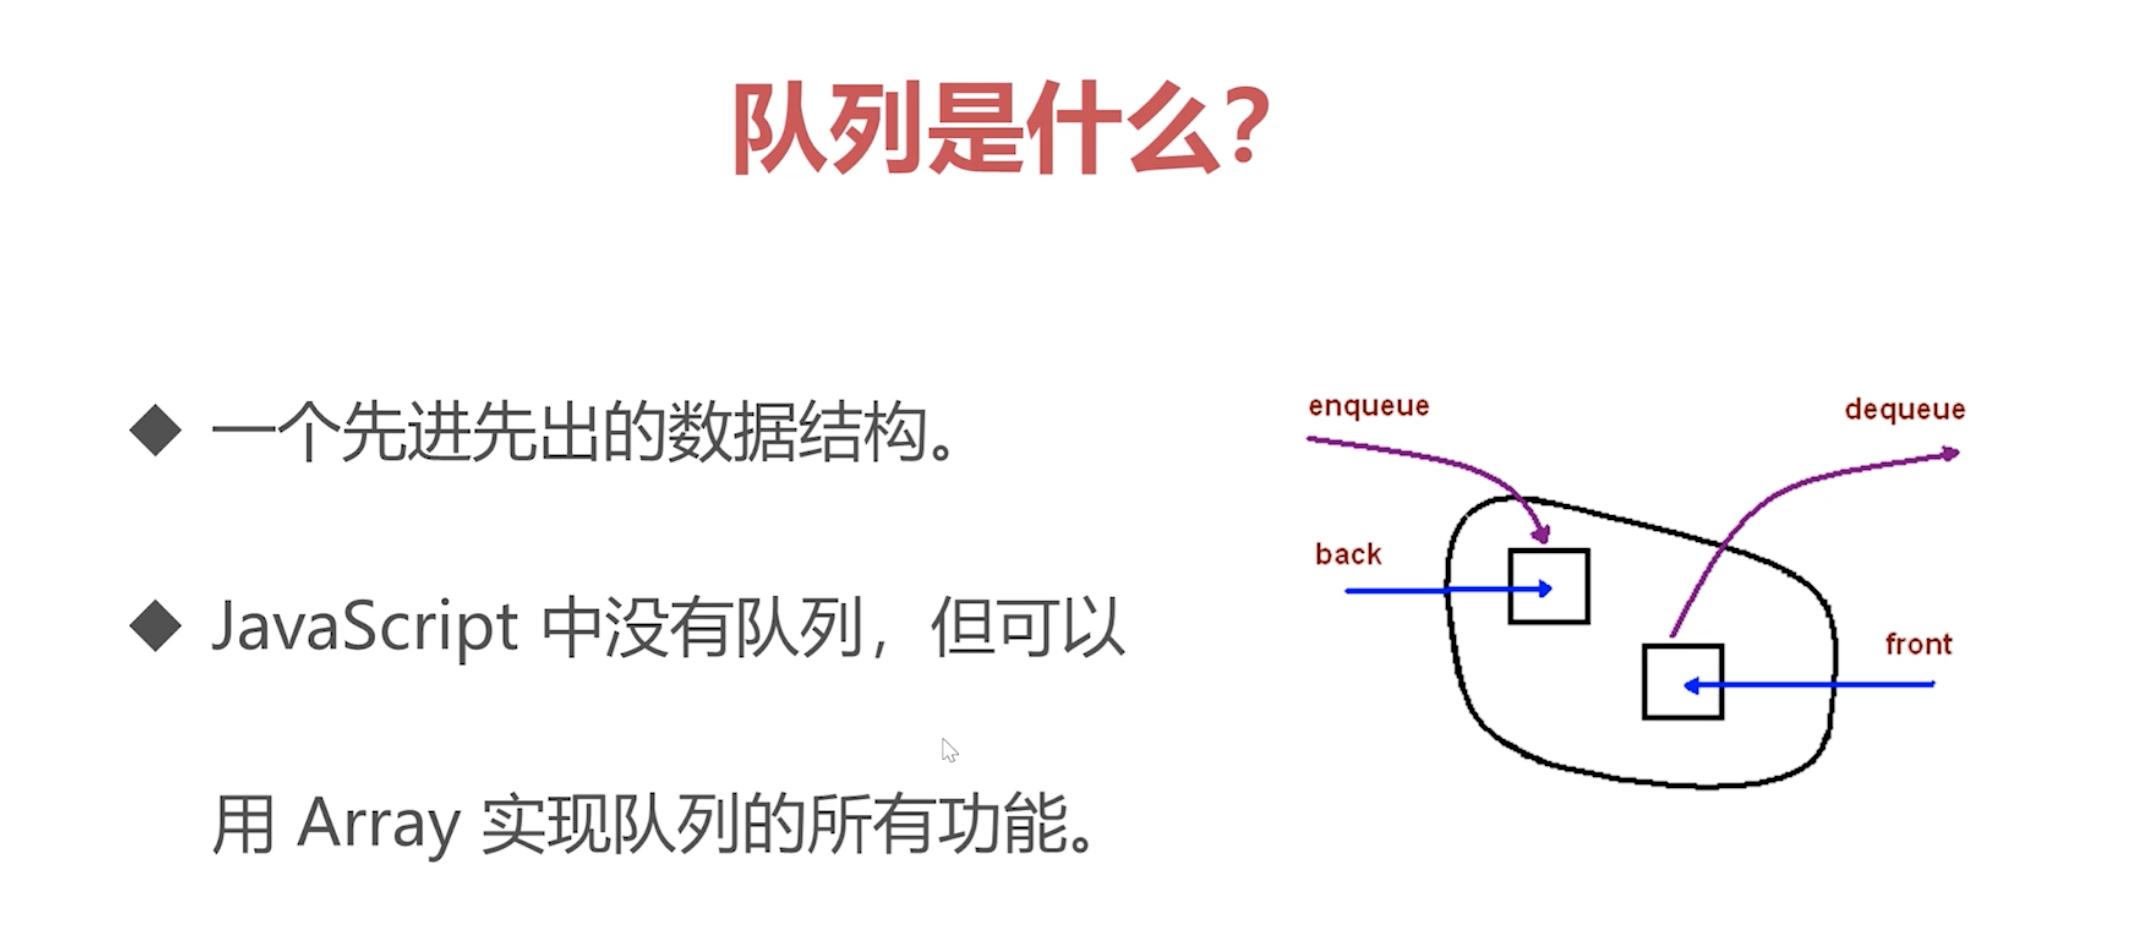 队列是什么？
◆ 一个先进先出的数据结构。
◆ JavaScript 中没有队列，但可以
用 Array 实现队列的所有功能。
enqueue
dequeue
back
front